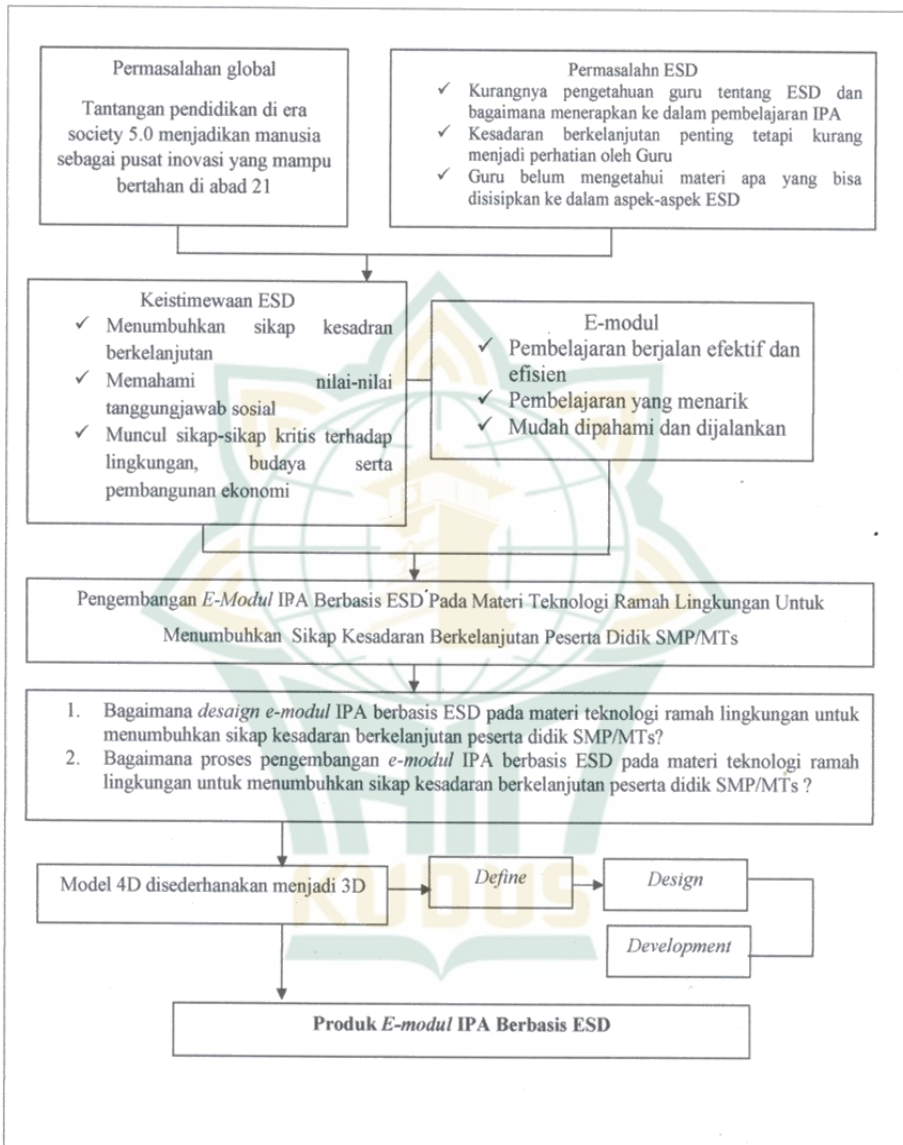 Permasalahan global
Tantangan pendidikan di era
society 5.0 menjadikan manusia
sebagai pusat inovasi yang mampu
bertahan di abad 21
Permasalahn ESD
✓ Kurangnya pengetahuan guru tentang ESD dan
bagaimana menerapkan ke dalam pembelajaran IPA
✓ Kesadaran berkelanjutan penting tetapi kurang
menjadi perhatian oleh Guru
✓ Guru belum mengetahui materi apa yang bisa
disisipkan ke dalam aspek-aspek ESD
Keistimewaan ESD
✓ Menumbuhkan sikap kesadran
berkelanjutan
✓ Memahami nilai-nilai
tanggungjawab sosial
✓ Muncul sikap-sikap kritis terhadap
lingkungan, budaya serta
pembangunan ekonomi
E-modul
✓ Pembelajaran berjalan efektif dan
efisien
✓ Pembelajaran yang menarik
✓ Mudah dipahami dan dijalankan
Pengembangan E-Modul IPA Berbasis ESD Pada Materi Teknologi Ramah Lingkungan Untuk
Menumbuhkan Sikap Kesadaran Berkelanjutan Peserta Didik SMP/MTs
1. Bagaimana desaign e-modul IPA berbasis ESD pada materi teknologi ramah lingkungan untuk
menumbuhkan sikap kesadaran berkelanjutan peserta didik SMP/MTs?
2. Bagaimana proses pengembangan e-modul IPA berbasis ESD pada materi teknologi ramah
lingkungan untuk menumbuhkan sikap kesadaran berkelanjutan peserta didik SMP/MTs ?
Model 4D disederhanakan menjadi 3D
Define
Design
Development
Produk E-modul IPA Berbasis ESD
IAIN
KUDUS